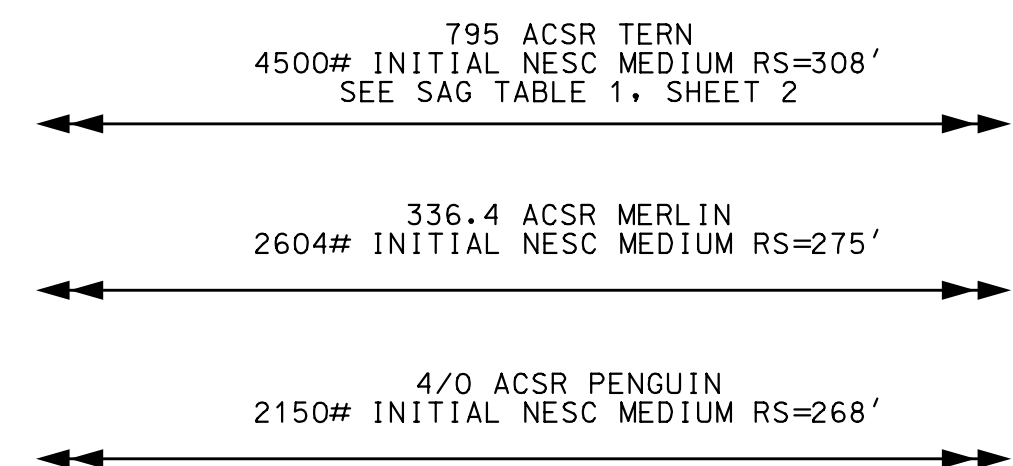 795 ACSR TERN
4500# INITIAL NESC MEDIUM RS=308'
SEE SAG TABLE 1, SHEET 2
336.4 ACSR MERLIN
2604# INITIAL NESC MEDIUM RS=275'
4/0 ACSR PENGUIN
2150# INITIAL NESC MEDIUM RS=268'